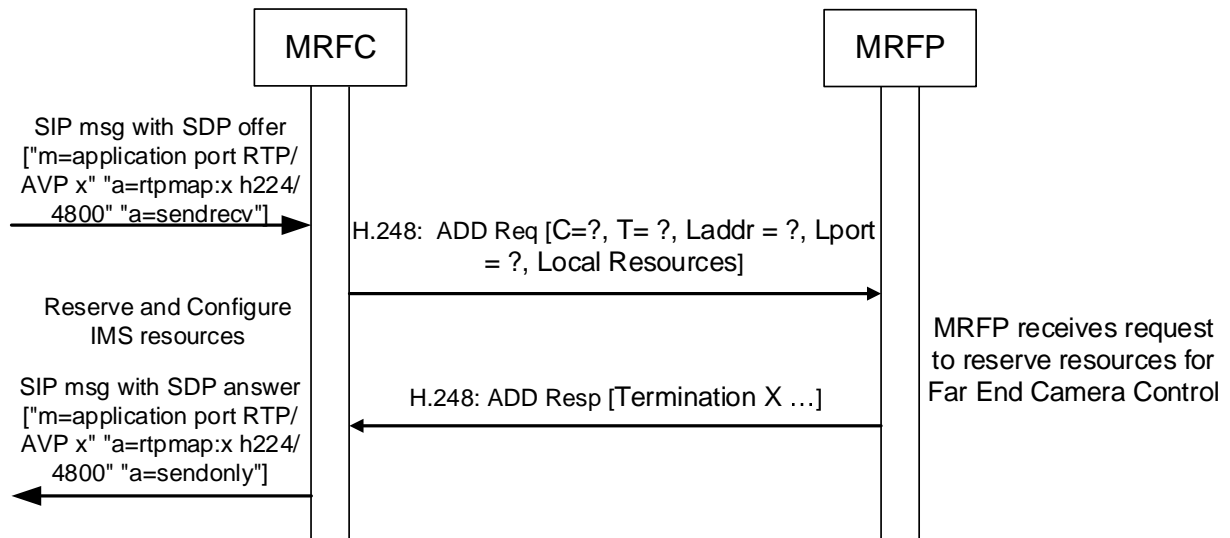 MRFC
MRFP
SIP msg with SDP offer
["m=application port RTP/
AVP x" "a=rtpmap:x h224/
4800" "a=sendrecv"]
H.248:  ADD Req [C=?, T= ?, Laddr = ?, Lport
= ?, Local Resources]
Reserve and Configure
IMS resources
MRFP receives request
to reserve resources for
Far End Camera Control
SIP msg with SDP answer
["m=application port RTP/
AVP x" "a=rtpmap:x h224/
4800" "a=sendonly"]
H.248: ADD Resp [Termination X …]